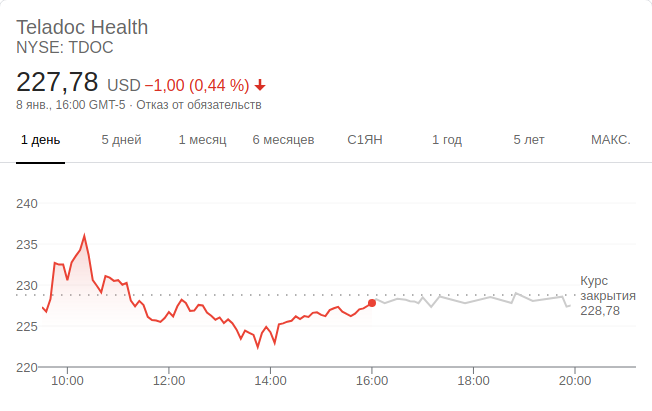 Teladoc Health
NYSE: TDOC
227,78 USD −1,00 (0,44 %)
8 янв., 16:00 GMT-5 · Отказ от обязательств
1 день 5 дней 1 месяц 6 месяцев С1ЯН 1 год 5 лет МАКС.
240
235
230
225
220
Курс
закрытия
228,78
10:00 12:00 14:00 16:00 18:00 20:00